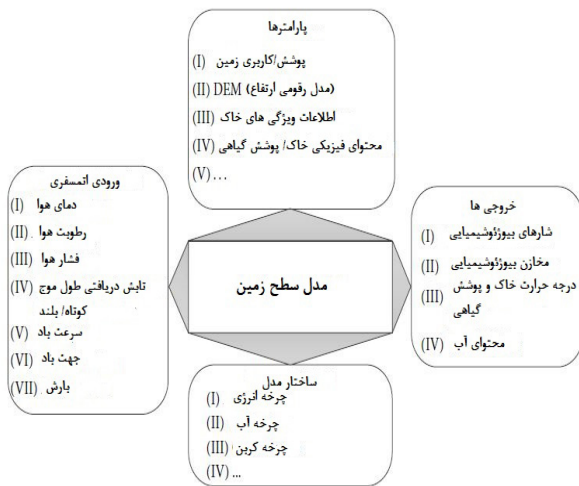 پارامترها
(I) پوشش/کاربری زمین
(II) DEM (مدل رقومی ارتفاع)
(III) اطلاعات ویژگی های خاک
(IV) محتوای فیزیکی خاک/ پوشش گیاهی
(V) ...
ورودی اتمسفری
(I) دمای هوا
(II) رطوبت هوا
(III) فشار هوا
(IV) تابش دریافتی طول موج
کوتاه/ بلند
(V) سرعت باد
(VI) جهت باد
(VII) بارش
مدل سطح زمین
خروجی ها
(I) شارهای بیوژئوشیمیایی
(II) مخازن بیوژئوشیمیایی
(III) درجه حرارت خاک و پوشش
گیاهی
(IV) محتوای آب
ساختار مدل
(I) چرخه انرژی
(II) چرخه آب
(III) چرخه کربن
(IV) ...